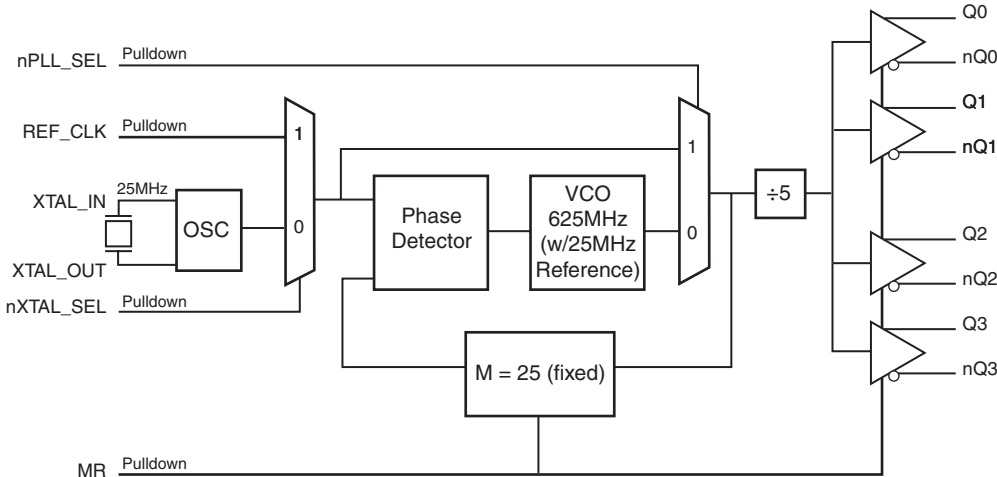 nPLL_SEL Pulldown
REF_CLK Pulldown
1
XTAL_IN 25MHz
OSC
0
XTAL_OUT
nXTAL_SEL Pulldown
Phase
Detector
VCO
625MHz
(w/25MHz
Reference)
1
0
÷5
M = 25 (fixed)
MR Pulldown
Q0
nQ0
Q1
nQ1
Q2
nQ2
Q3
nQ3